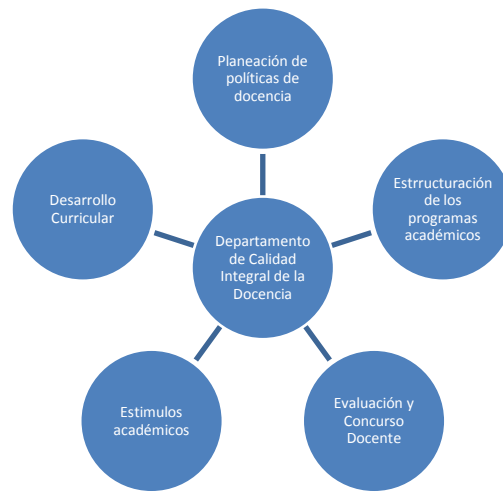 Planeación de
políticas de
docencia
Desarrollo
Curricular
Estrructuración
de los
programas
académicos
Departamento
de Calidad
Integral de la
Docencia
Estimulos
académicos
Evaluación y
Concurso
Docente